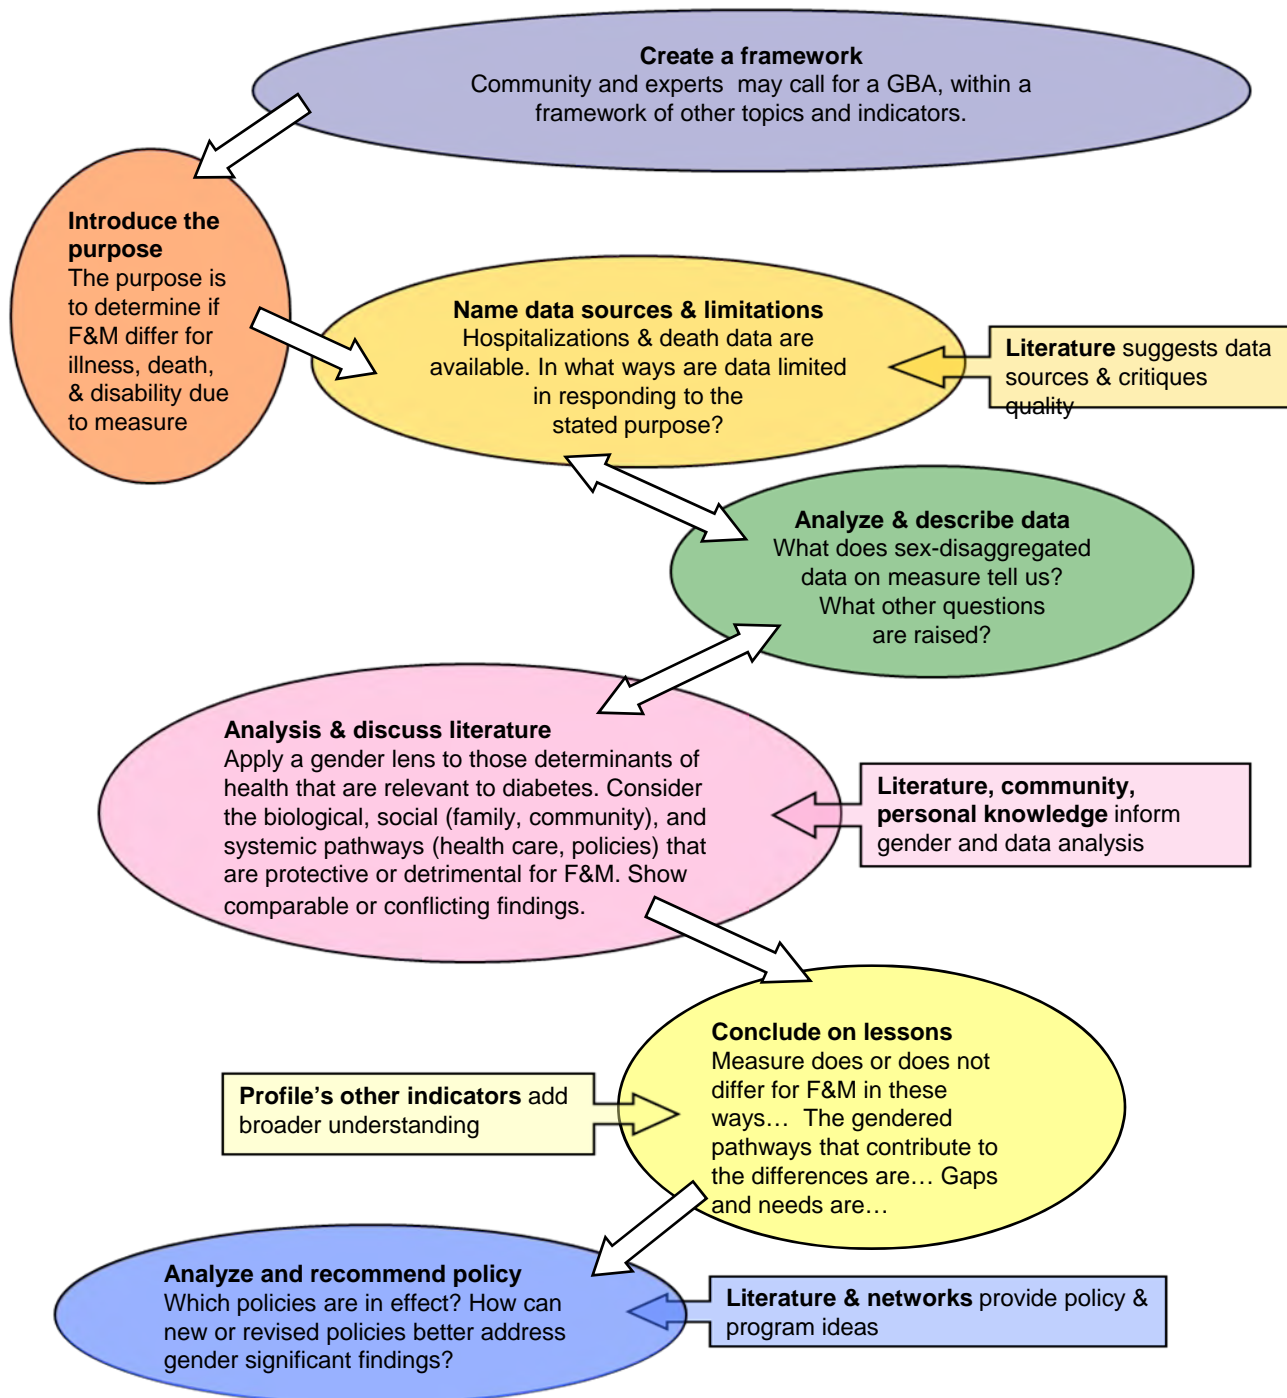 Create a framework
Community and experts may call for a GBA, within a
framework of other topics and indicators.
Introduce the
purpose
The purpose is
to determine if
F&M differ for
illness, death,
& disability due
to measure
Name data sources & limitations
Hospitalizations & death data are
available. In what ways are data limited
in responding to the
stated purpose?
Literature suggests data
sources & critiques
quality
Analyze & describe data
What does sex-disaggregated
data on measure tell us?
What other questions
are raised?
Analysis & discuss literature
Apply a gender lens to those determinants of
health that are relevant to diabetes. Consider
the biological, social (family, community), and
systemic pathways (health care, policies) that
are protective or detrimental for F&M. Show
comparable or conflicting findings.
Literature, community,
personal knowledge inform
gender and data analysis
Conclude on lessons
Measure does or does not
differ for F&M in these
ways… The gendered
pathways that contribute to
the differences are… Gaps
and needs are…
Profile’s other indicators add
broader understanding
Analyze and recommend policy
Which policies are in effect? How can
new or revised policies better address
gender significant findings?
Literature & networks provide policy &
program ideas